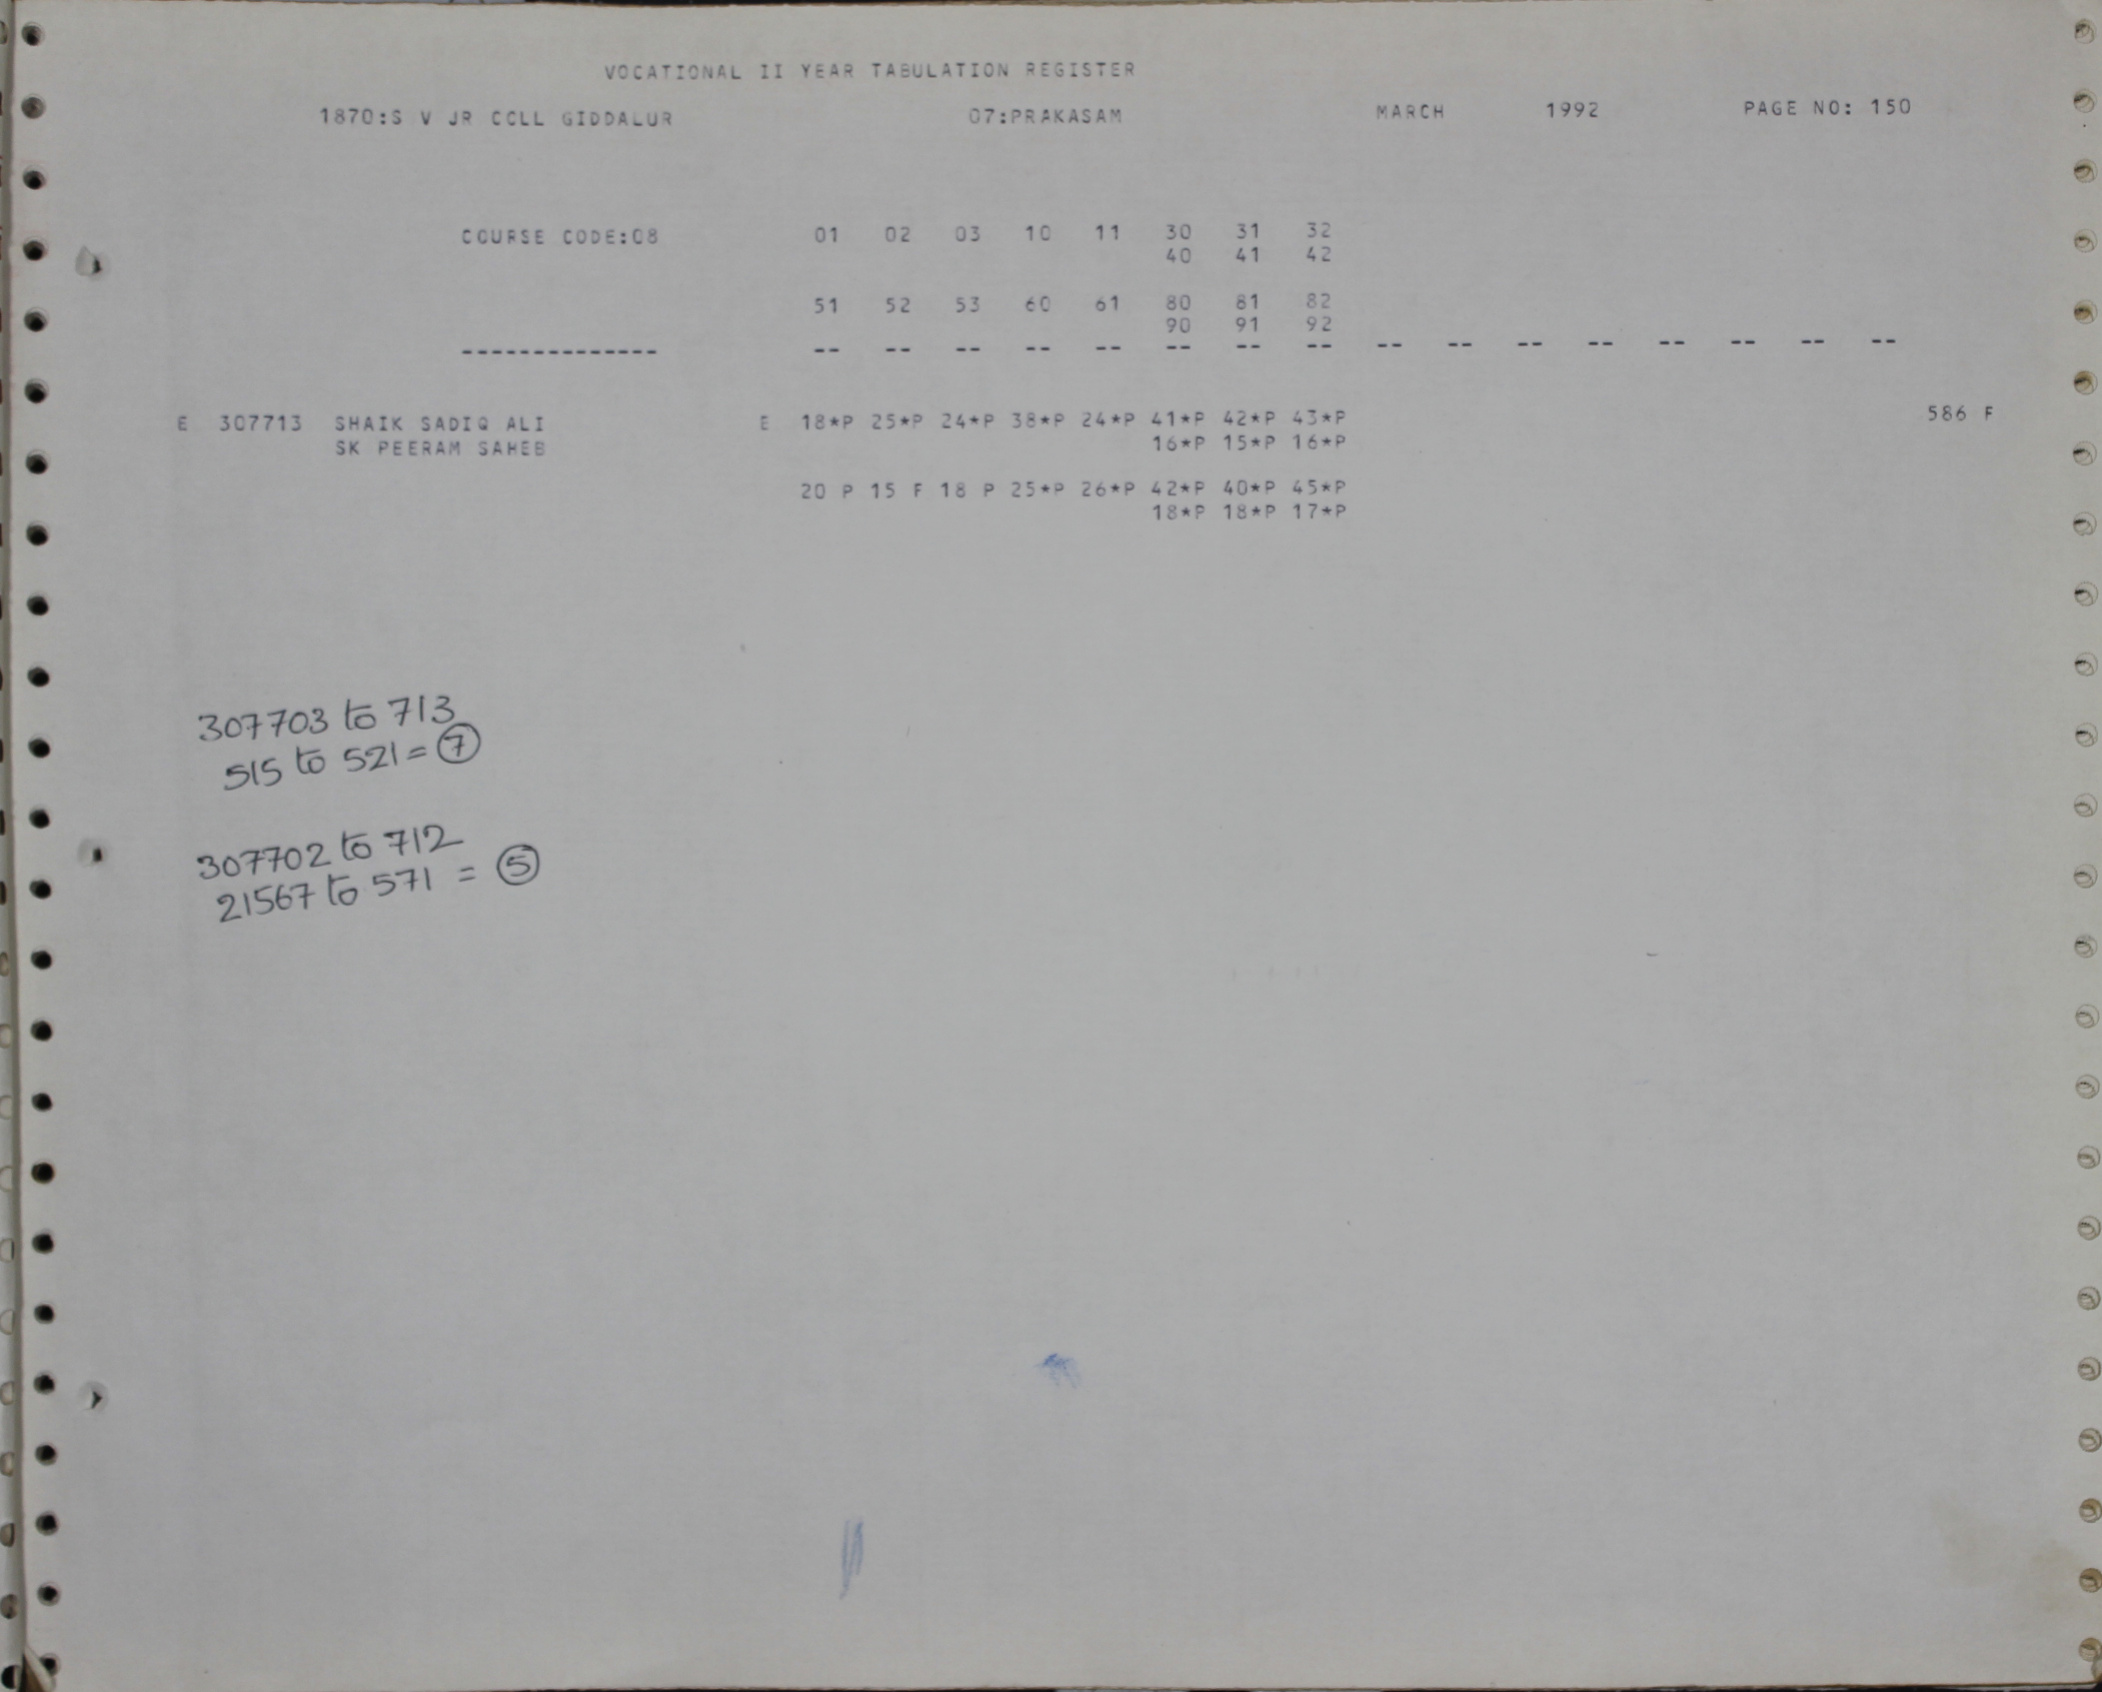 VOCATIONAL II YEAR TABULATION REGISTER
1870:S V JR CCLL GIDDALUR 07:PRAKASAM MARCH 1992 PAGE NO: 150
COURSE CODE:08 01 02 03 10 11 30 31 32
40 41 42
51 52 53 60 61 80 81 82
90 91 92
-------------- -- -- -- -- -- -- -- -- -- -- -- -- -- -- -- --
E 307713 SHAIK SADIQ ALI E 18*P 25*P 24*P 38*P 24*P 41*P 42*P 43*P 586 F
SK PEERAM SAHEB 16*P 15*P 16*P
20 P 15 F 18 P 25*P 26*P 42*P 40*P 45*P
18*P 18*P 17*P
307703 to 713
515 to 521 = 7
307702 to 712
21567 to 571 = 5